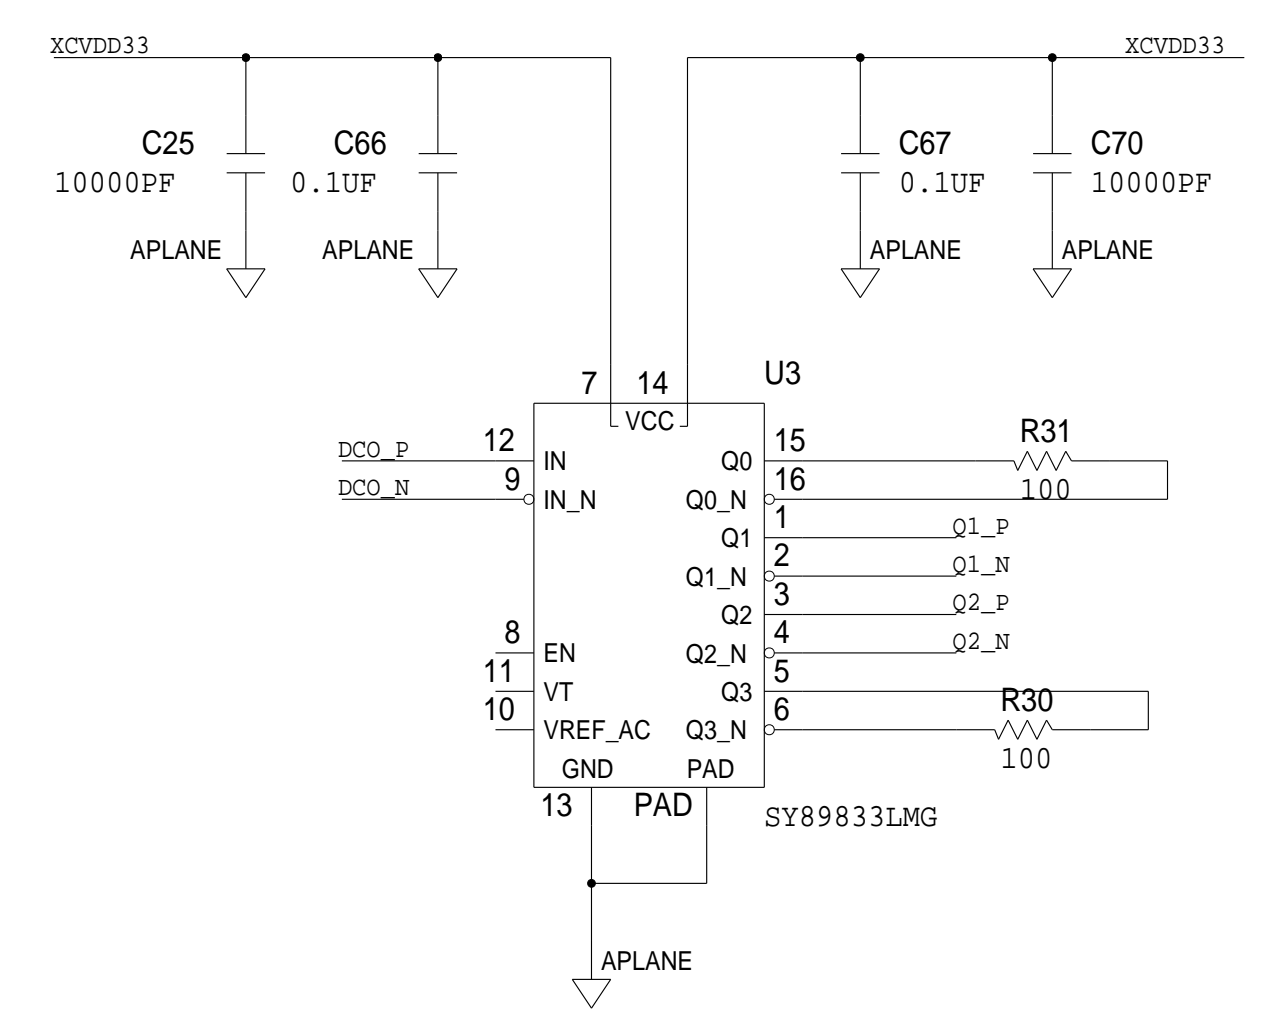 XCVDD33 XCVDD33
C25 C66 C67 C70
10000PF 0.1UF 0.1UF 10000PF
APLANE APLANE APLANE APLANE
U3
7 14
VCC
12 15 R31
DCO_P IN Q0
9 16 100
DCO_N IN_N Q0_N
1 Q1_P
Q1
2 Q1_N
Q1_N
3 Q2_P
Q2
8 4 Q2_N
EN Q2_N
11 5
VT Q3 R30
10 6
VREF_AC Q3_N 100
GND PAD
13 PAD SY89833LMG
APLANE